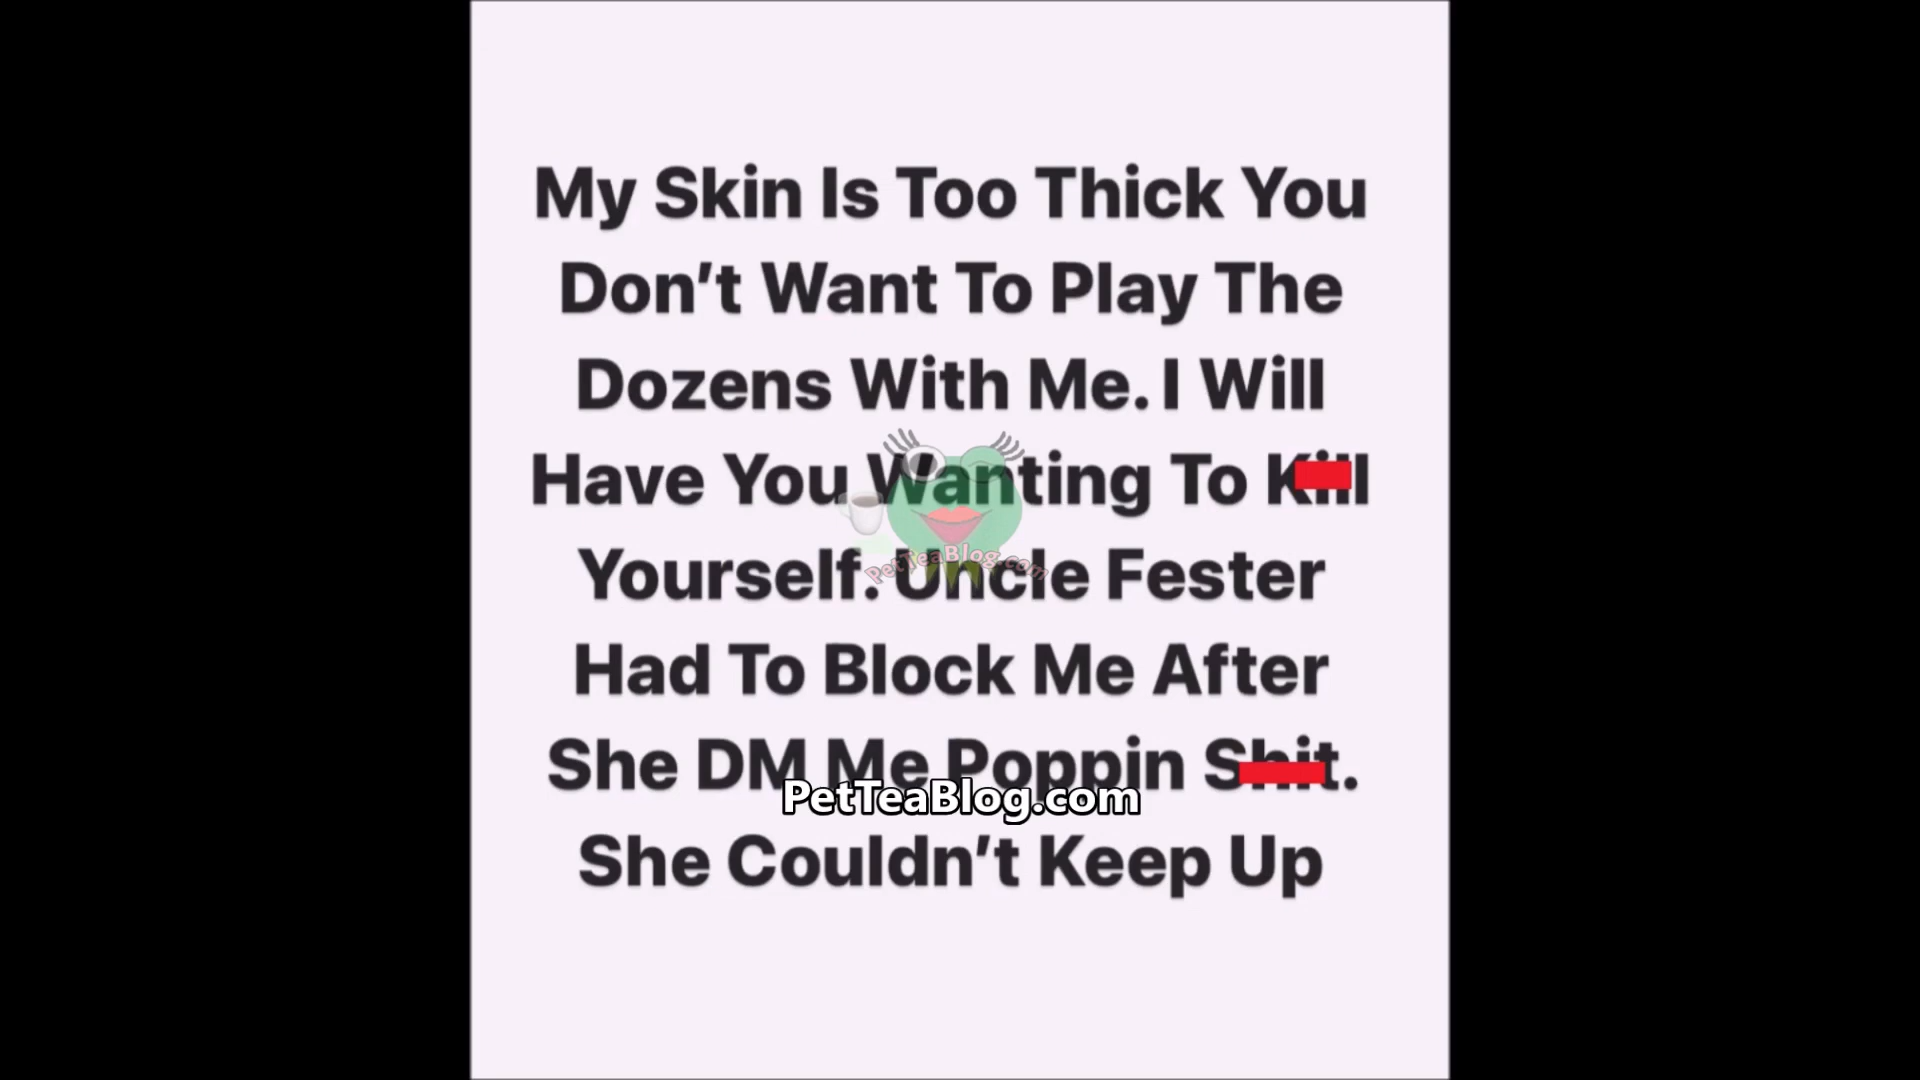 My Skin Is Too Thick You
Don't Want To Play The
Dozens With Me. I Will
Have You Wanting To Kill
Yourself. Uncle Fester
Had To Block Me After
She DM Me Poppin Shit.
She Couldn't Keep Up
PetTeaBlog.com
PetTeaBlog.com